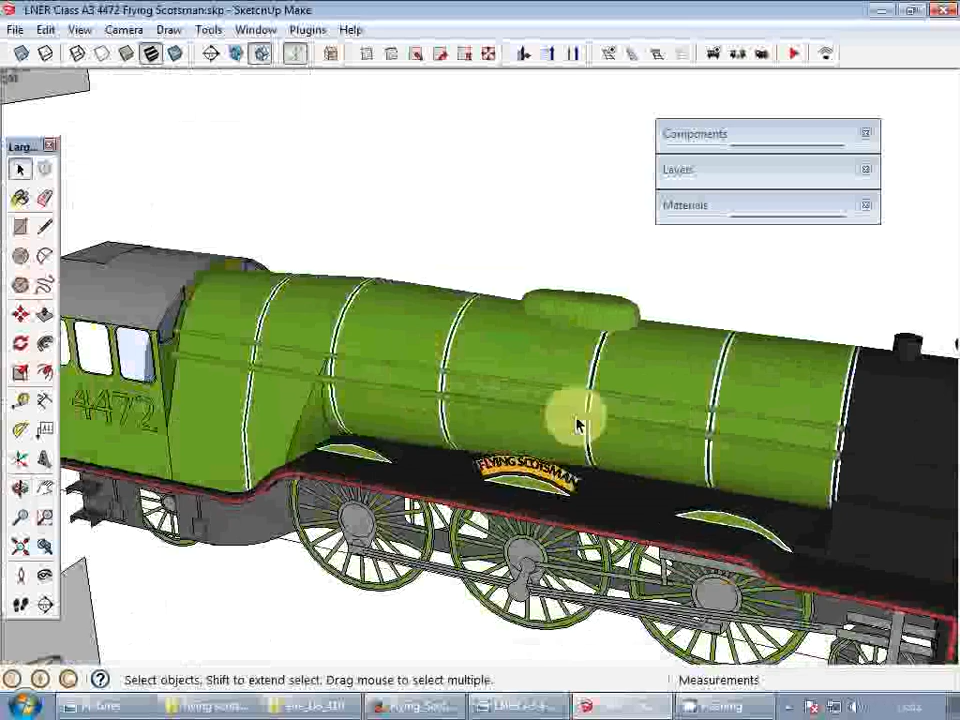 LNER Class A3 4472 Flying Scotsman.skp - SketchUp Make
File Edit View Camera Draw Tools Window Plugins Help
Larg...
Components
Layers
Materials
4472
FLYING SCOTSMAN
Select objects. Shift to extend select. Drag mouse to select multiple.
Measurements
Pictures